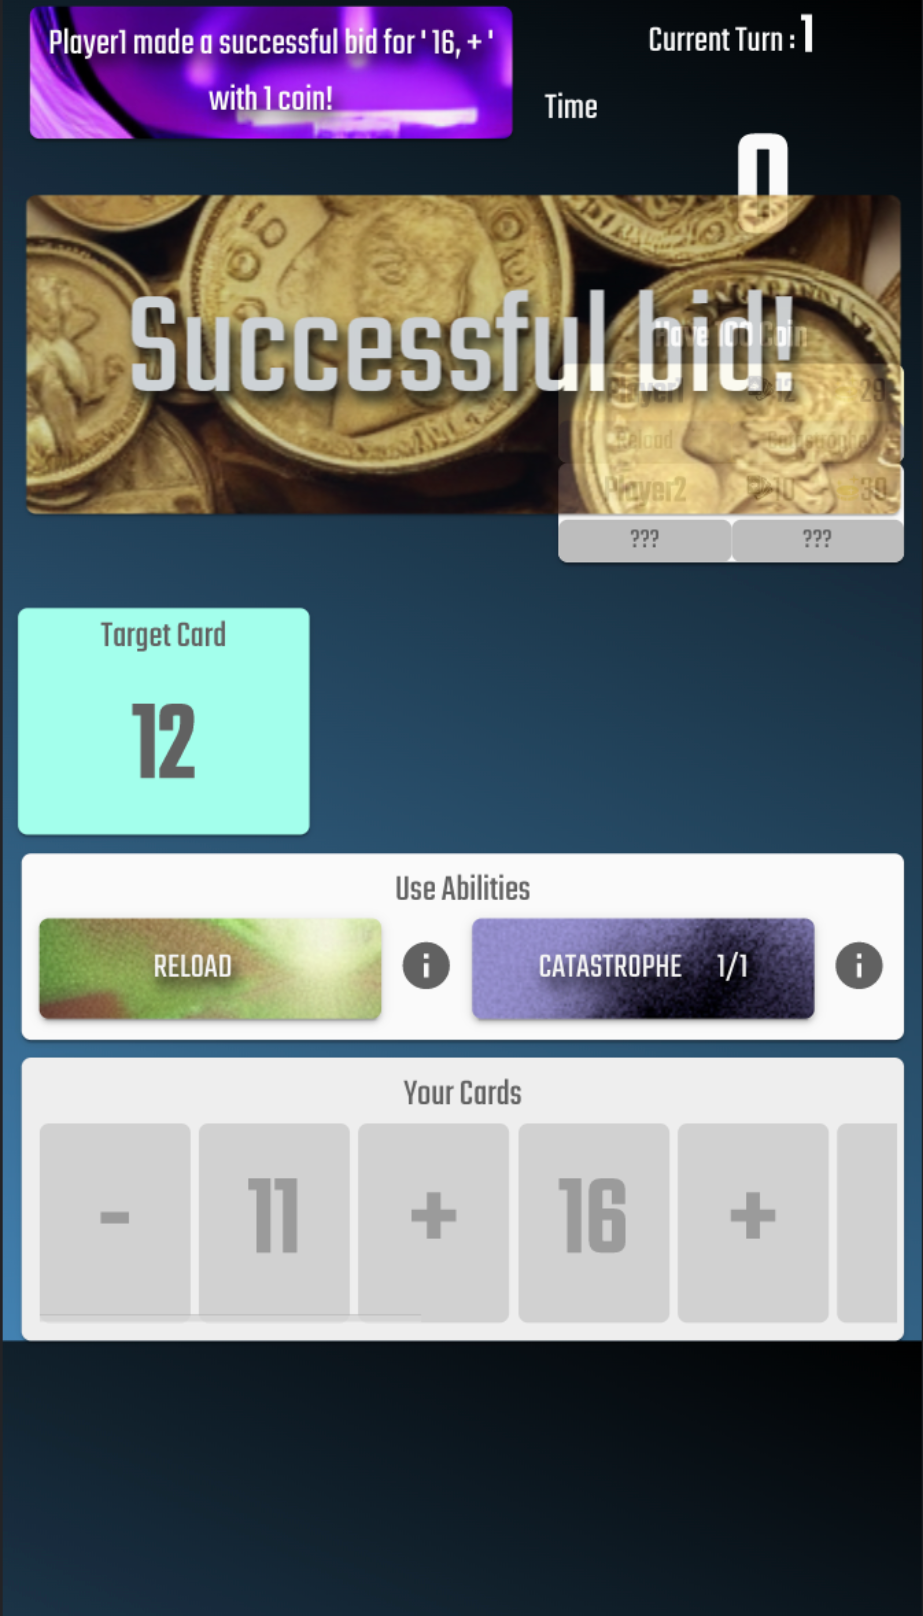 Player1 made a successful bid for ' 16, + '
with 1 coin!
Current Turn : 1
Time
0
Successful bid!
Have 100 Coin
Player1 12 29
Reload Catastrophe
Player2 10 30
??? ???
Target Card
12
Use Abilities
RELOAD i CATASTROPHE 1/1 i
Your Cards
- 11 + 16 +